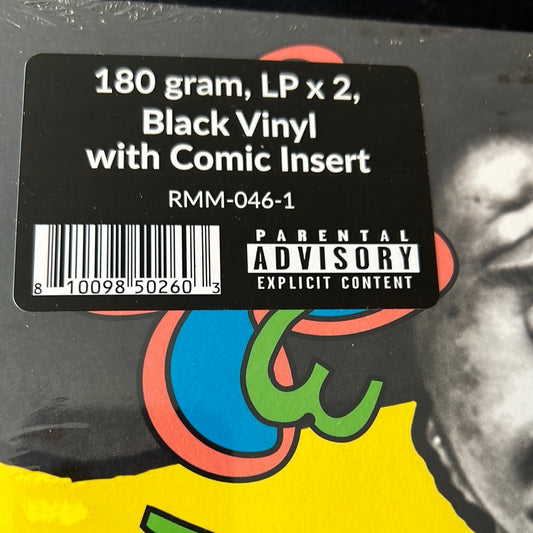 180 gram, LP x 2,
Black Vinyl
with Comic Insert
RMM-046-1
PARENTAL
ADVISORY
EXPLICIT CONTENT
8 10098 50260 3